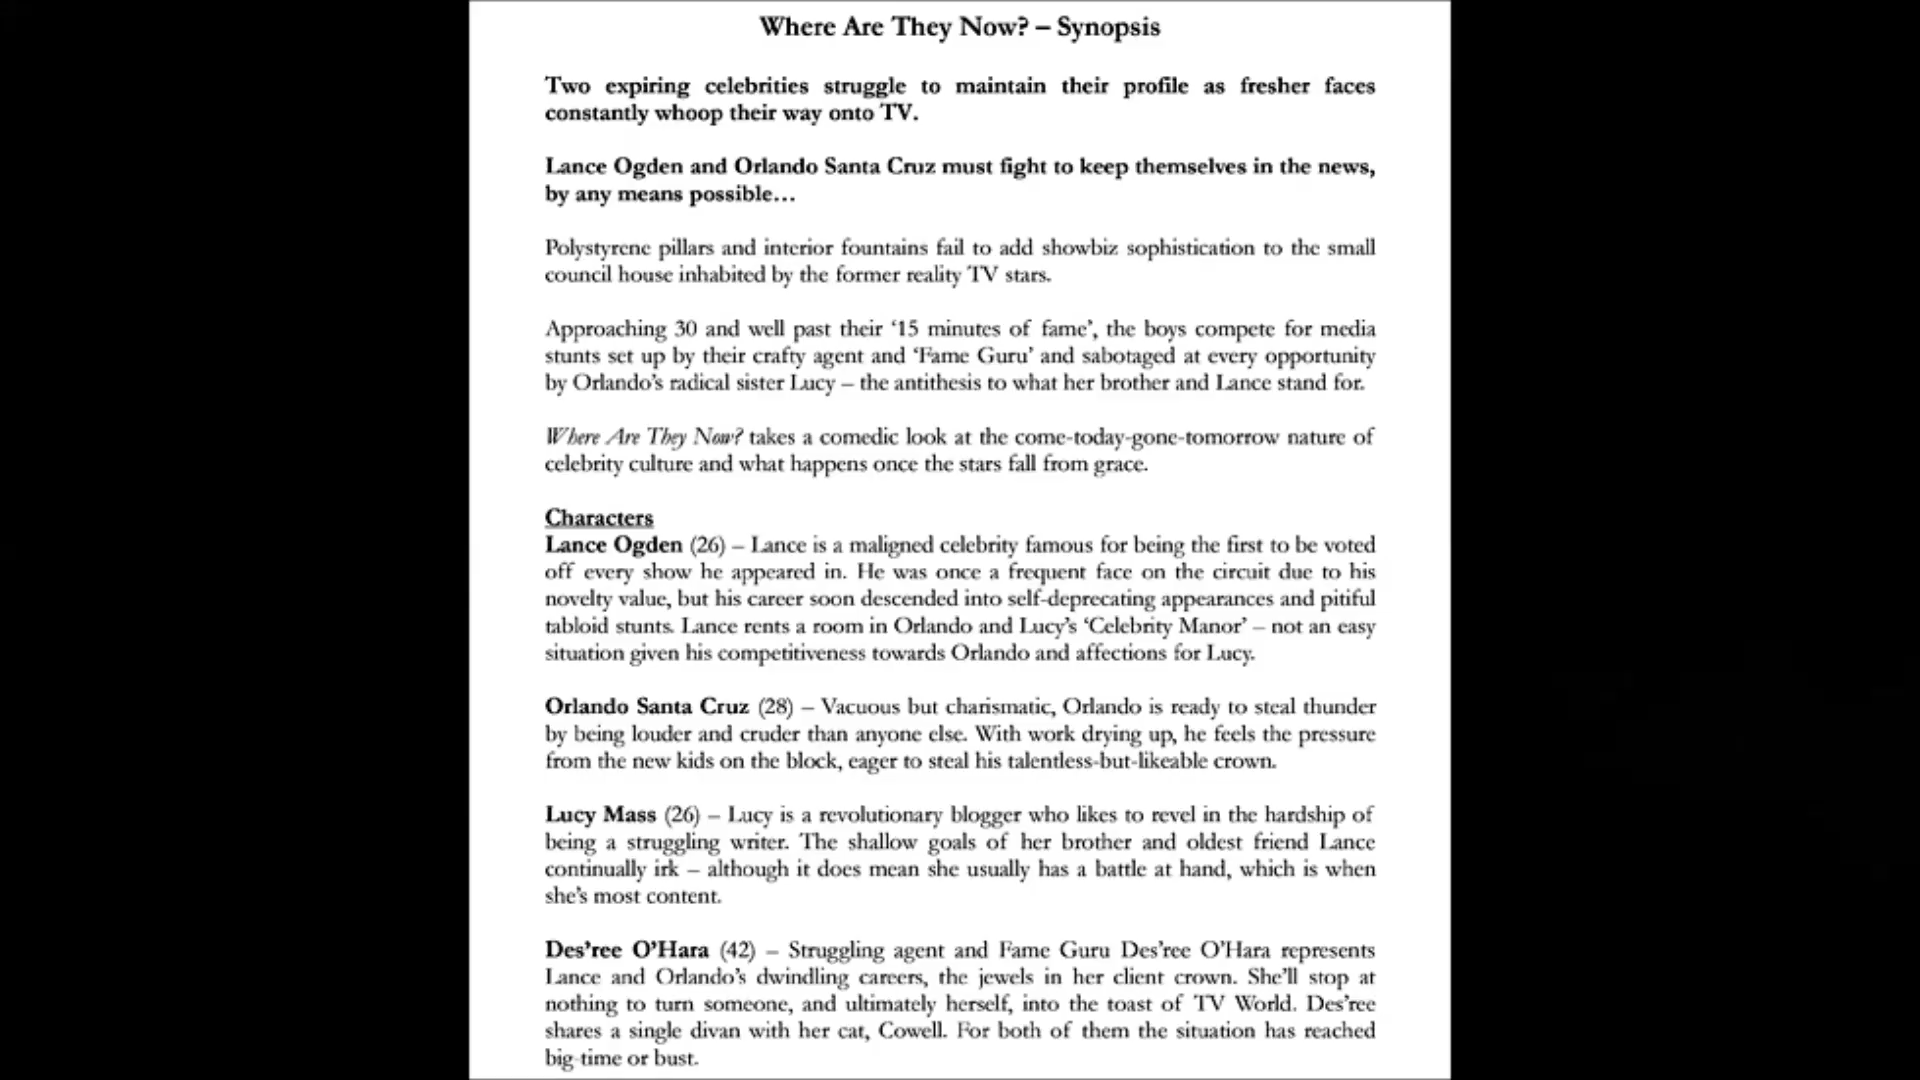 Where Are They Now? – Synopsis
Two expiring celebrities struggle to maintain their profile as fresher faces
constantly whoop their way onto TV.
Lance Ogden and Orlando Santa Cruz must fight to keep themselves in the news,
by any means possible…
Polystyrene pillars and interior fountains fail to add showbiz sophistication to the small
council house inhabited by the former reality TV stars.
Approaching 30 and well past their ‘15 minutes of fame’, the boys compete for media
stunts set up by their crafty agent and ‘Fame Guru’ and sabotaged at every opportunity
by Orlando’s radical sister Lucy – the antithesis to what her brother and Lance stand for.
Where Are They Now? takes a comedic look at the come-today-gone-tomorrow nature of
celebrity culture and what happens once the stars fall from grace.
Characters
Lance Ogden (26) – Lance is a maligned celebrity famous for being the first to be voted
off every show he appeared in. He was once a frequent face on the circuit due to his
novelty value, but his career soon descended into self-deprecating appearances and pitiful
tabloid stunts. Lance rents a room in Orlando and Lucy’s ‘Celebrity Manor’ – not an easy
situation given his competitiveness towards Orlando and affections for Lucy.
Orlando Santa Cruz (28) – Vacuous but charismatic, Orlando is ready to steal thunder
by being louder and cruder than anyone else. With work drying up, he feels the pressure
from the new kids on the block, eager to steal his talentless-but-likeable crown.
Lucy Mass (26) – Lucy is a revolutionary blogger who likes to revel in the hardship of
being a struggling writer. The shallow goals of her brother and oldest friend Lance
continually irk – although it does mean she usually has a battle at hand, which is when
she’s most content.
Des’ree O’Hara (42) – Struggling agent and Fame Guru Des’ree O’Hara represents
Lance and Orlando’s dwindling careers, the jewels in her client crown. She’ll stop at
nothing to turn someone, and ultimately herself, into the toast of TV World. Des’ree
shares a single divan with her cat, Cowell. For both of them the situation has reached
big-time or bust.